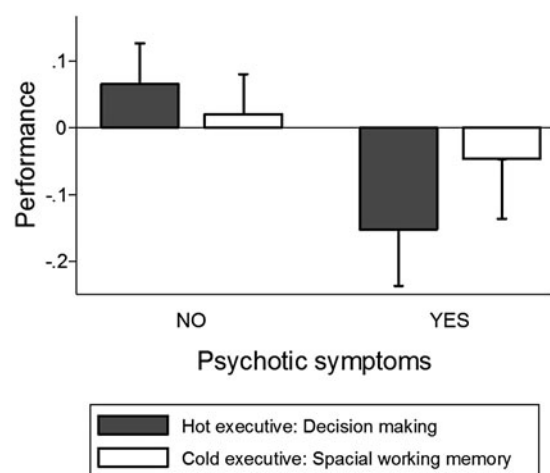 Performance
.1
0
-.1
-.2
NO YES
Psychotic symptoms
Hot executive: Decision making
Cold executive: Spacial working memory